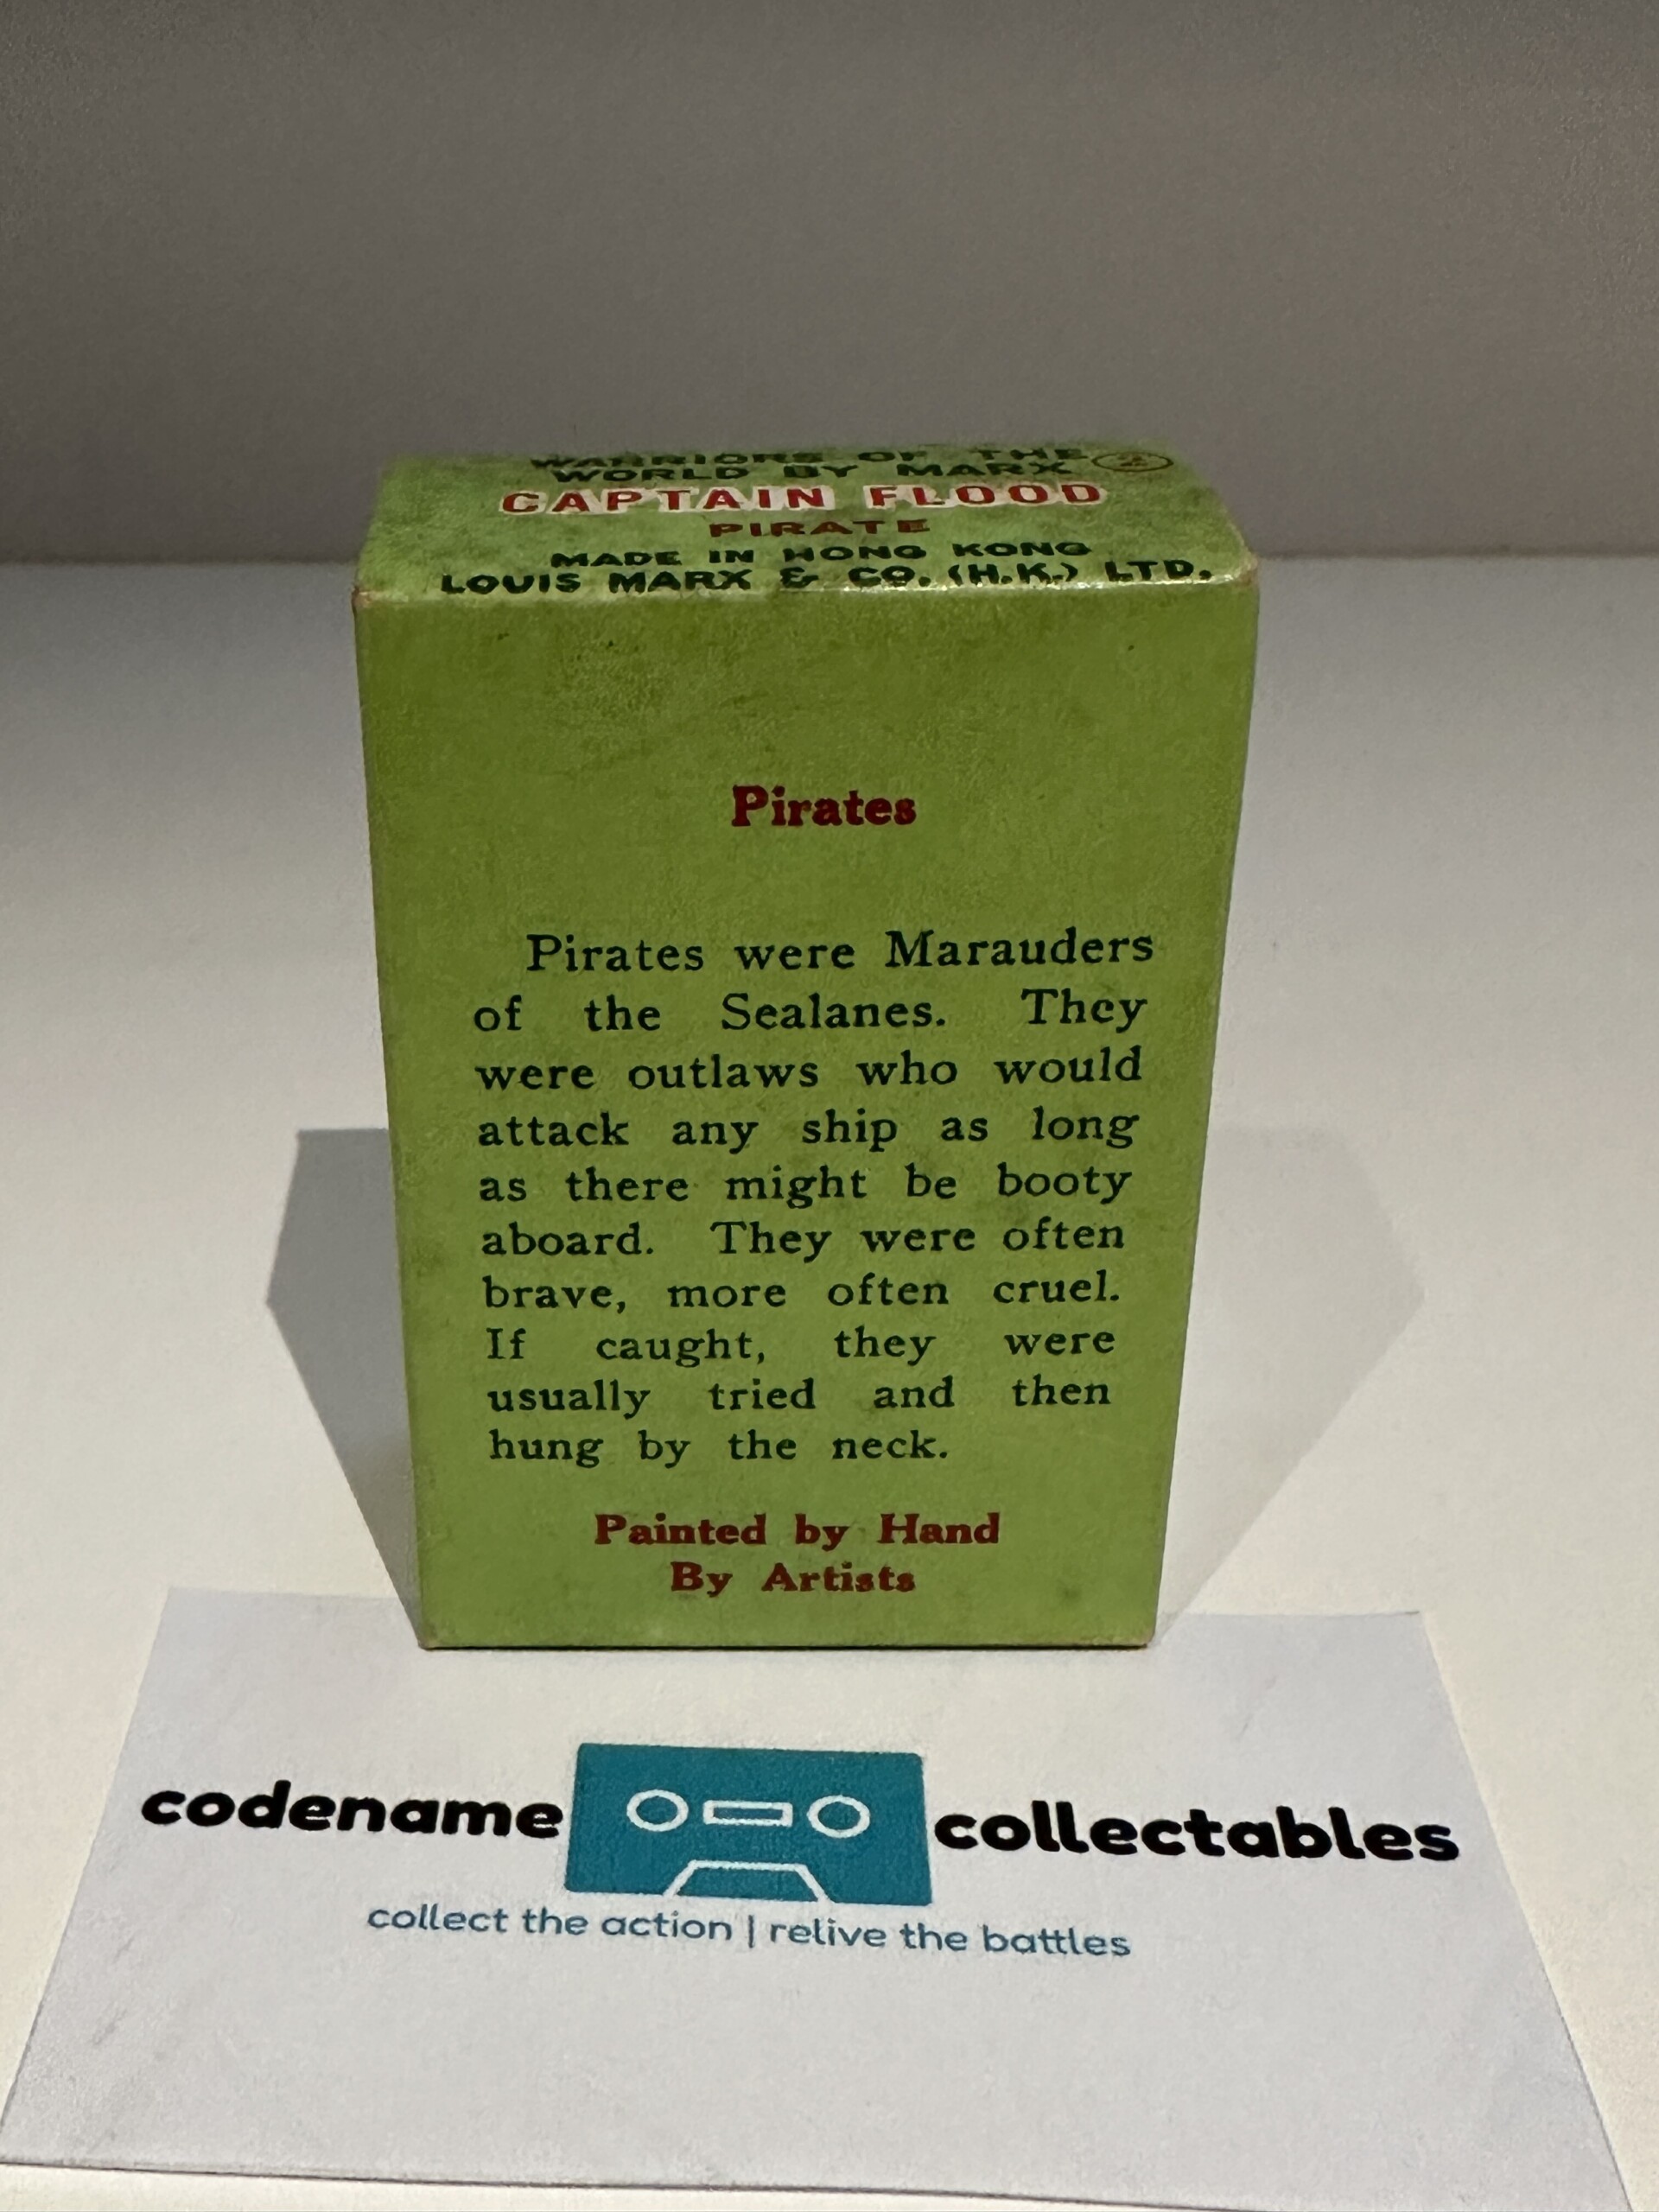 WARRIORS OF THE
WORLD BY MARX
2
CAPTAIN FLOOD
PIRATE
MADE IN HONG KONG
LOUIS MARX & CO. (H.K.) LTD.
Pirates
Pirates were Marauders
of the Sealanes. They
were outlaws who would
attack any ship as long
as there might be booty
aboard. They were often
brave, more often cruel.
If caught, they were
usually tried and then
hung by the neck.
Painted by Hand
By Artists
codename collectables
collect the action | relive the battles